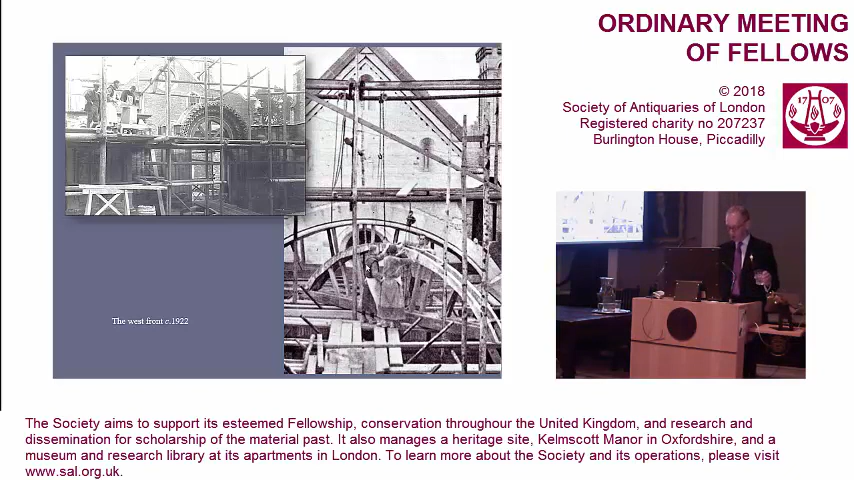 ORDINARY MEETING
OF FELLOWS
© 2018
Society of Antiquaries of London
Registered charity no 207237
Burlington House, Piccadilly
17 07
The west front c.1922
The Society aims to support its esteemed Fellowship, conservation throughour the United Kingdom, and research and
dissemination for scholarship of the material past. It also manages a heritage site, Kelmscott Manor in Oxfordshire, and a
museum and research library at its apartments in London. To learn more about the Society and its operations, please visit
www.sal.org.uk.